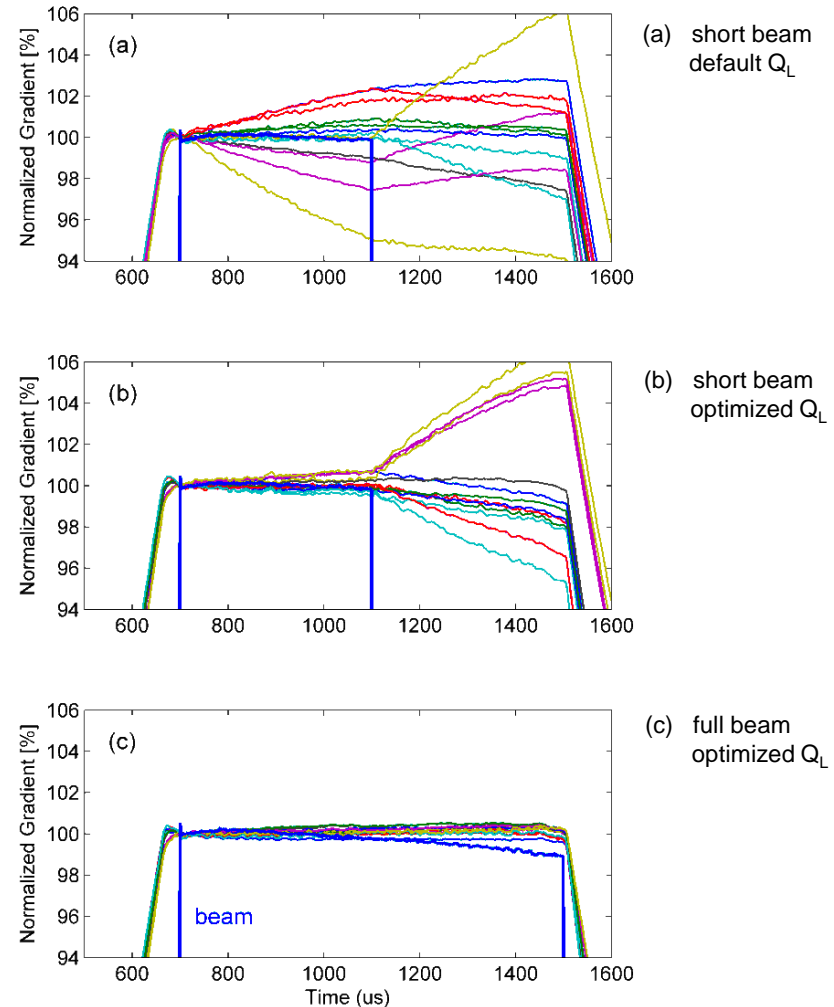 106
104
102
100
98
96
94
Normalized Gradient [%]
(a)
600 800 1000 1200 1400 1600
(a) short beam
default Q_L
106
104
102
100
98
96
94
Normalized Gradient [%]
(b)
600 800 1000 1200 1400 1600
(b) short beam
optimized Q_L
106
104
102
100
98
96
94
Normalized Gradient [%]
(c)
beam
600 800 1000 1200 1400 1600
Time (us)
(c) full beam
optimized Q_L